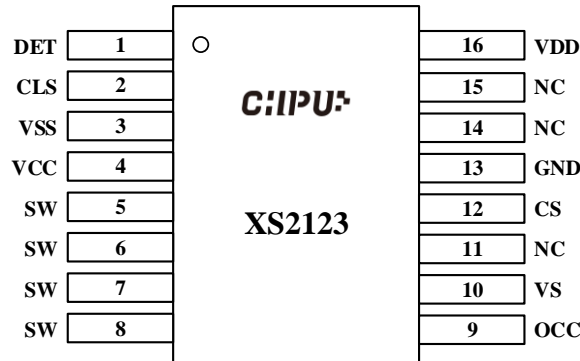 DET 1 16 VDD
CLS 2 15 NC
CHIPUP
VSS 3 14 NC
VCC 4 13 GND
SW 5 12 CS
XS2123
SW 6 11 NC
SW 7 10 VS
SW 8 9 OCC